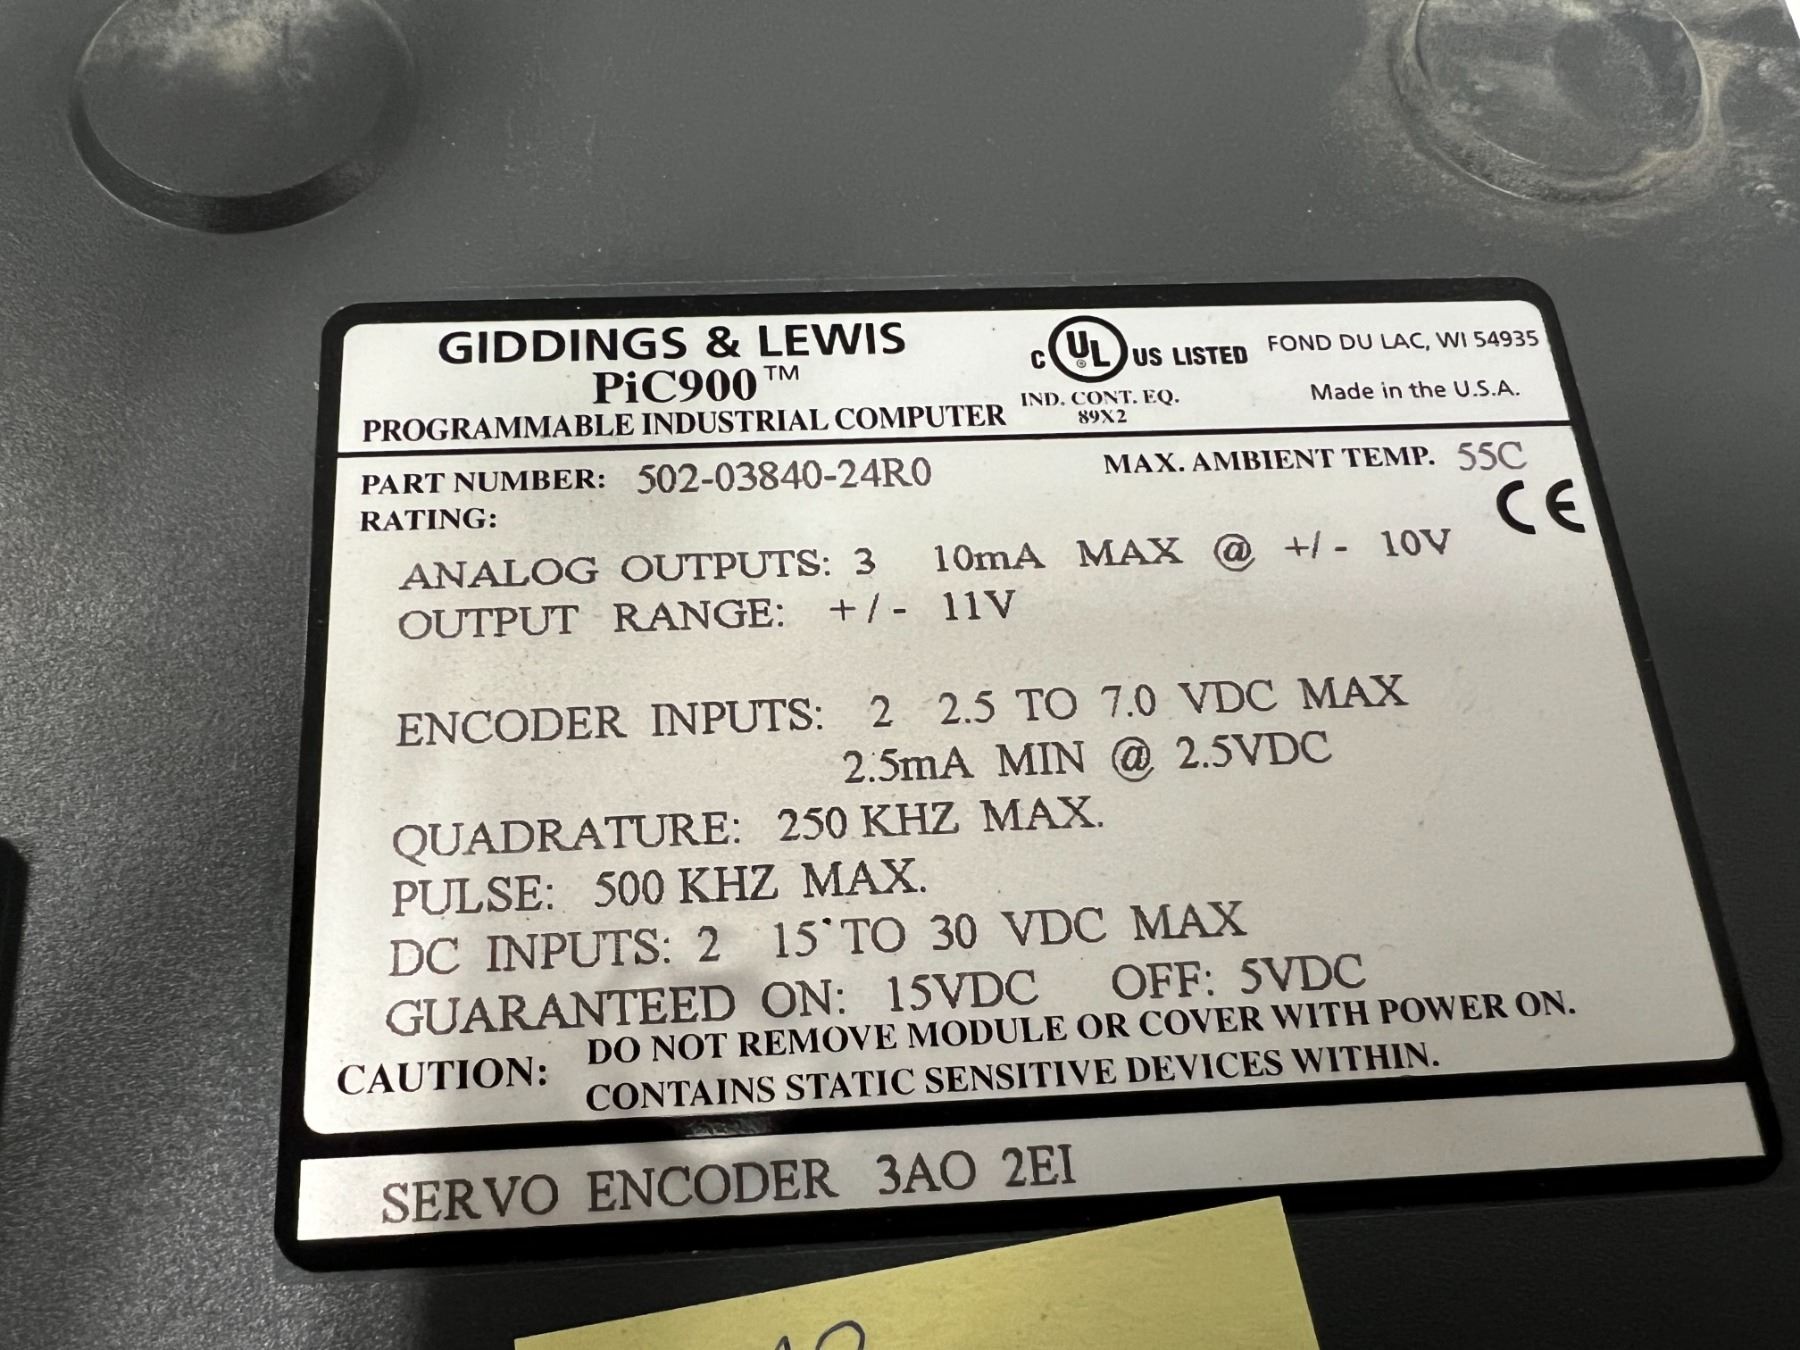 GIDDINGS & LEWIS
PiC900™
PROGRAMMABLE INDUSTRIAL COMPUTER
C UL ® US LISTED
IND. CONT. EQ.
89X2
FOND DU LAC, WI 54935
Made in the U.S.A.
PART NUMBER: 502-03840-24R0
MAX. AMBIENT TEMP. 55C
RATING:
CE
ANALOG OUTPUTS: 3 10mA MAX @ +/- 10V
OUTPUT RANGE: +/- 11V
ENCODER INPUTS: 2 2.5 TO 7.0 VDC MAX
2.5mA MIN @ 2.5VDC
QUADRATURE: 250 KHZ MAX.
PULSE: 500 KHZ MAX.
DC INPUTS: 2 15 TO 30 VDC MAX
GUARANTEED ON: 15VDC OFF: 5VDC
CAUTION: DO NOT REMOVE MODULE OR COVER WITH POWER ON.
CONTAINS STATIC SENSITIVE DEVICES WITHIN.
SERVO ENCODER 3AO 2EI